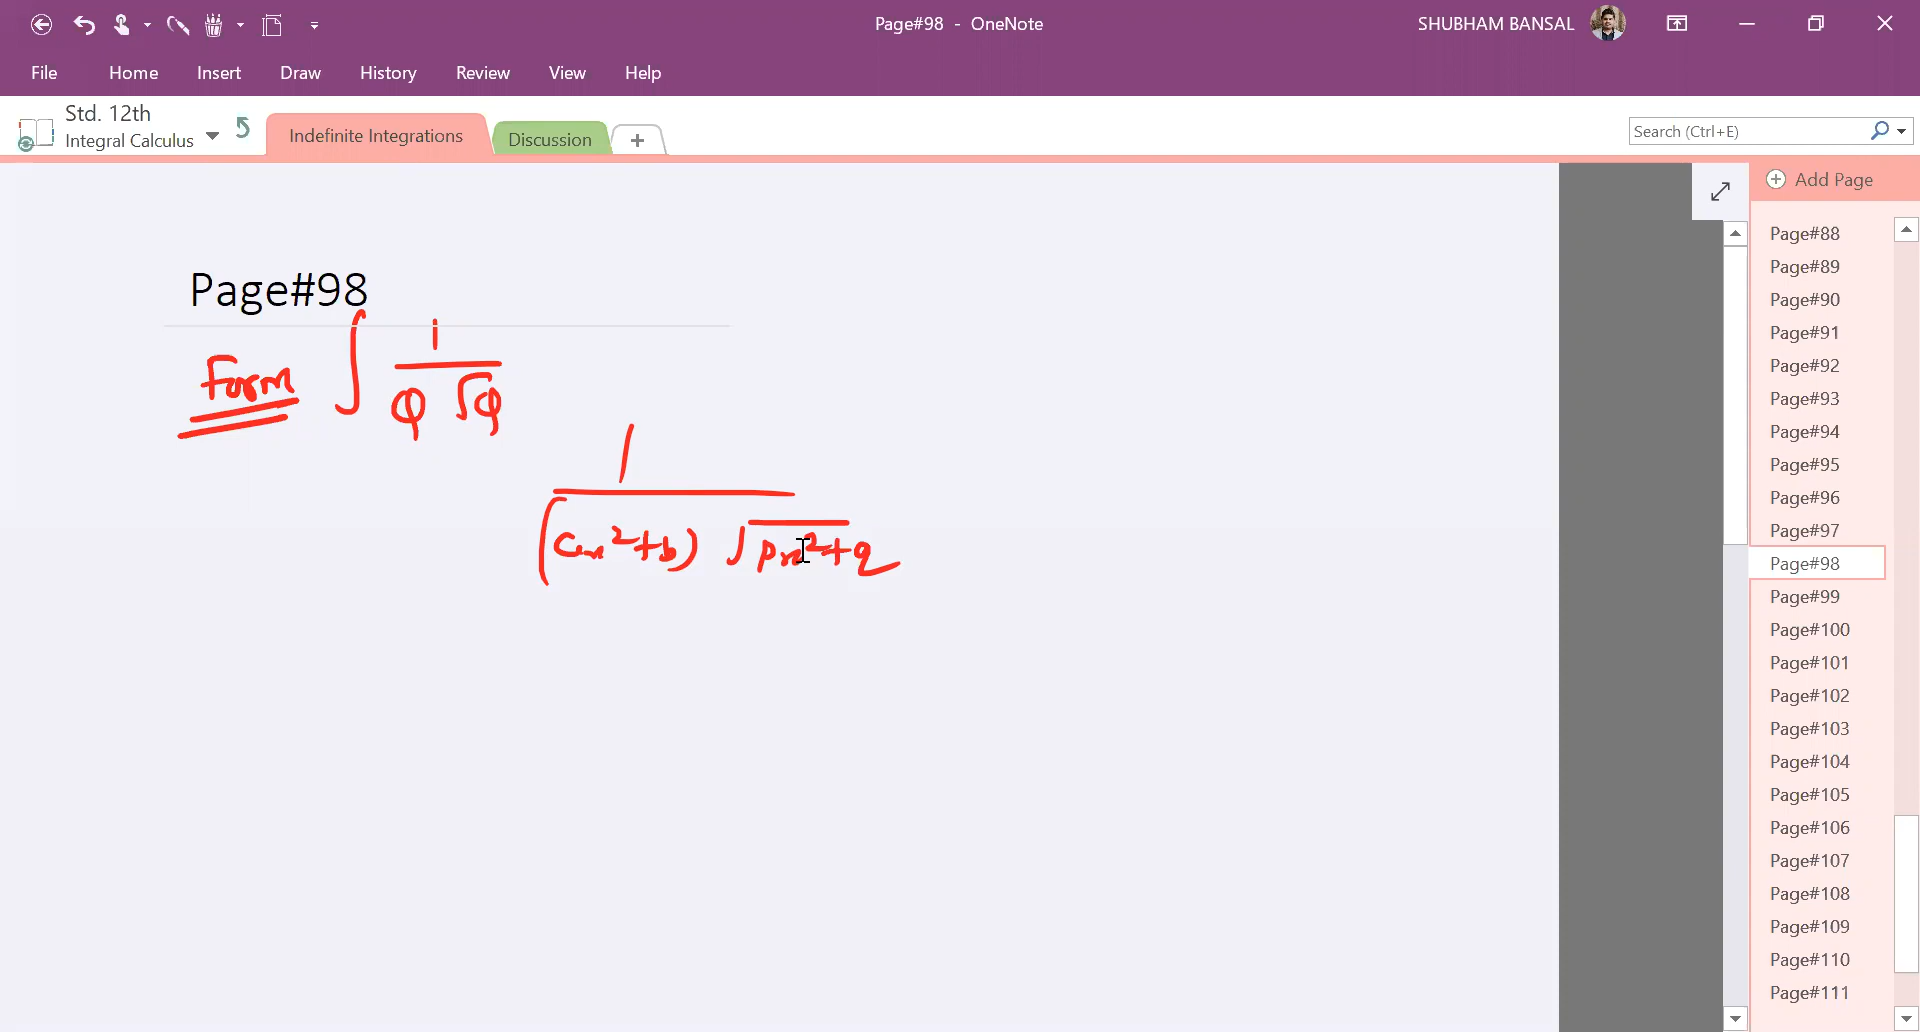 Page#98 - OneNote
SHUBHAM BANSAL
File Home Insert Draw History Review View Help
Std. 12th
Integral Calculus
Indefinite Integrations
Discussion
+
Search (Ctrl+E)
Add Page
Page#88
Page#89
Page#90
Page#91
Page#92
Page#93
Page#94
Page#95
Page#96
Page#97
Page#98
Page#99
Page#100
Page#101
Page#102
Page#103
Page#104
Page#105
Page#106
Page#107
Page#108
Page#109
Page#110
Page#111
Page#98
Form ∫ 1 / (Q √Q)
1 / ((ax²+b) √(px²+q))